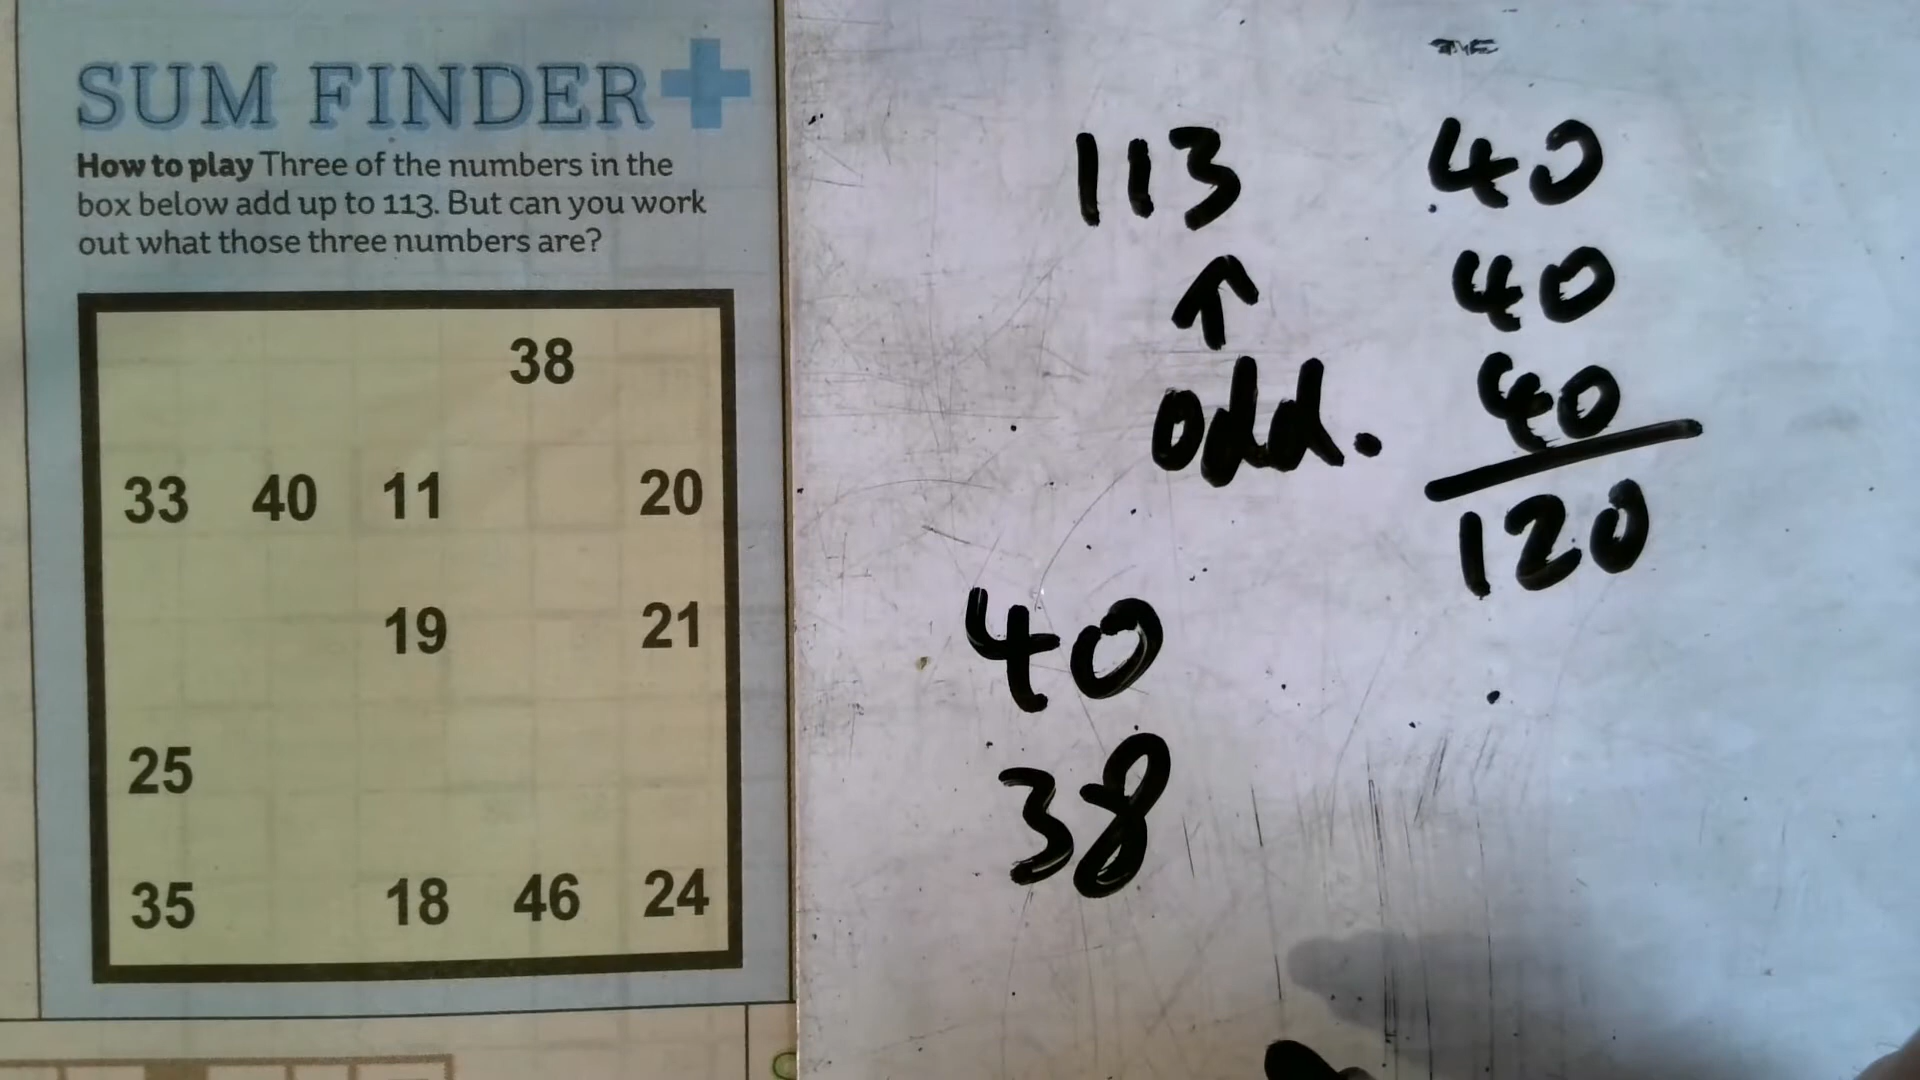 SUM FINDER+
How to play Three of the numbers in the
box below add up to 113. But can you work
out what those three numbers are?
38
33 40 11 20
19 21
25
35 18 46 24
113
↑
odd.
40
38
40
40
40
120